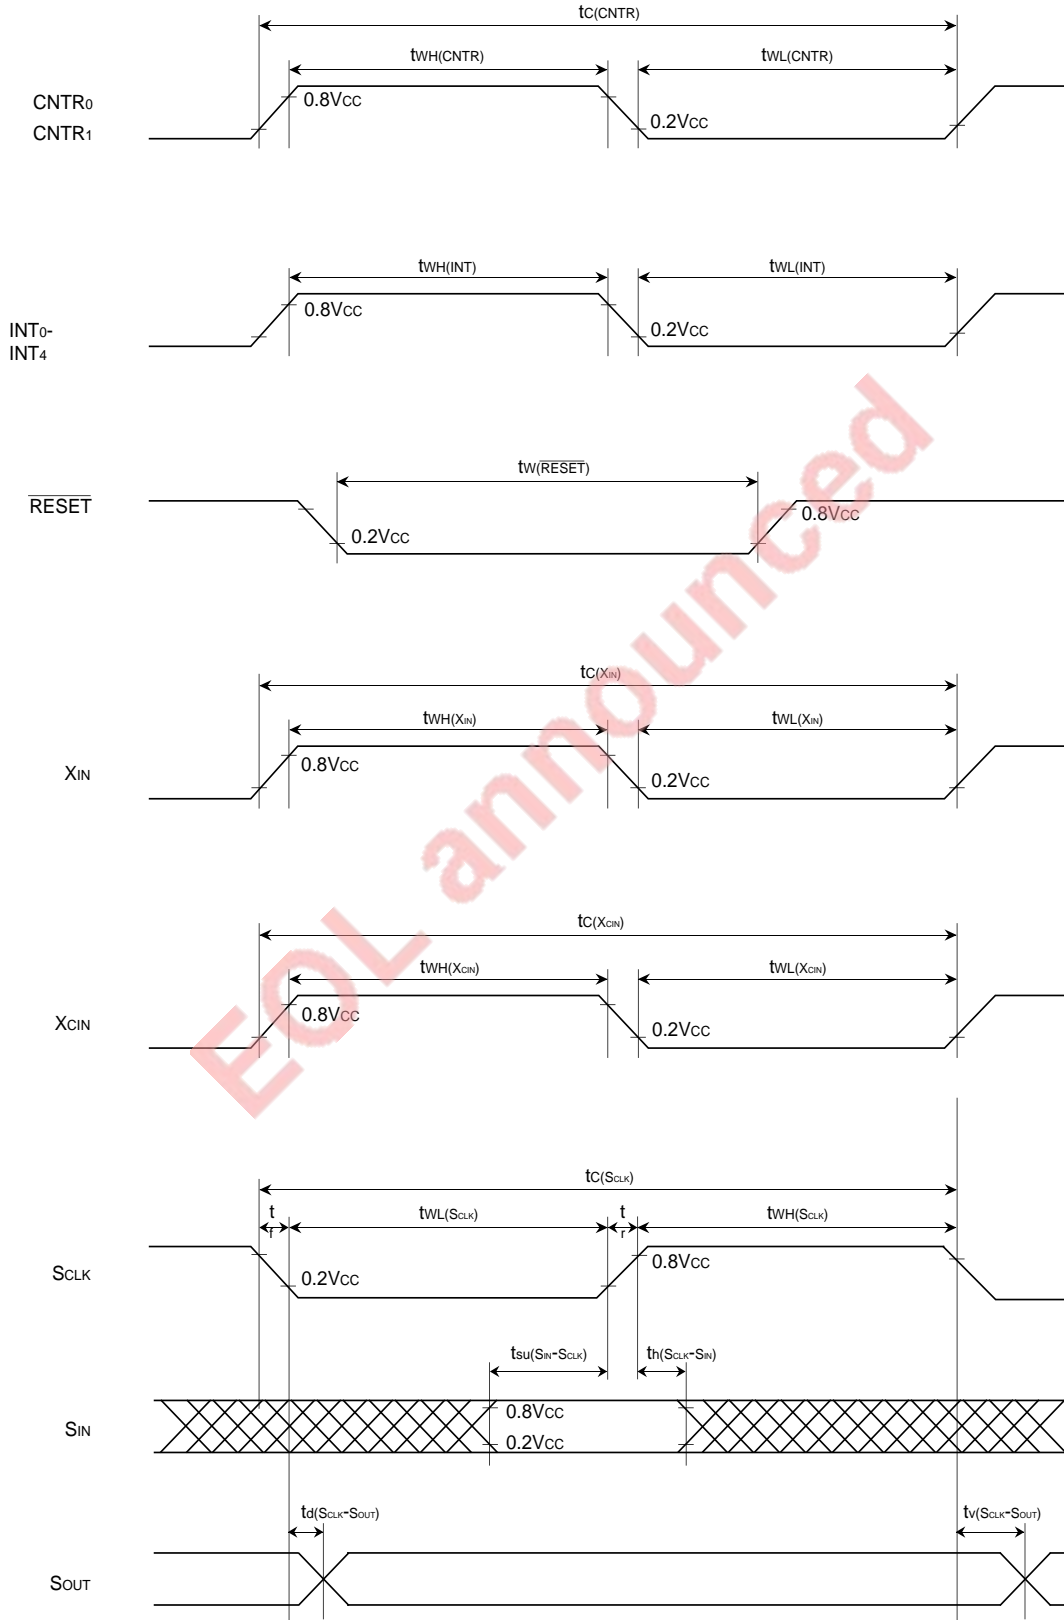 tC(CNTR)
tWH(CNTR) tWL(CNTR)
CNTR0
0.8VCC
CNTR1
0.2VCC
tWH(INT) tWL(INT)
0.8VCC
INT0-
INT4
0.2VCC
tW(RESET)
RESET
0.8VCC
0.2VCC
tC(XIN)
tWH(XIN) tWL(XIN)
XIN
0.8VCC
0.2VCC
tC(XCIN)
tWH(XCIN) tWL(XCIN)
XCIN
0.8VCC
0.2VCC
tC(SCLK)
tf tWL(SCLK) tr tWH(SCLK)
SCLK
0.2VCC
0.8VCC
tsu(SIN-SCLK) th(SCLK-SIN)
SIN
0.8VCC
0.2VCC
td(SCLK-SOUT) tv(SCLK-SOUT)
SOUT
EOL announced